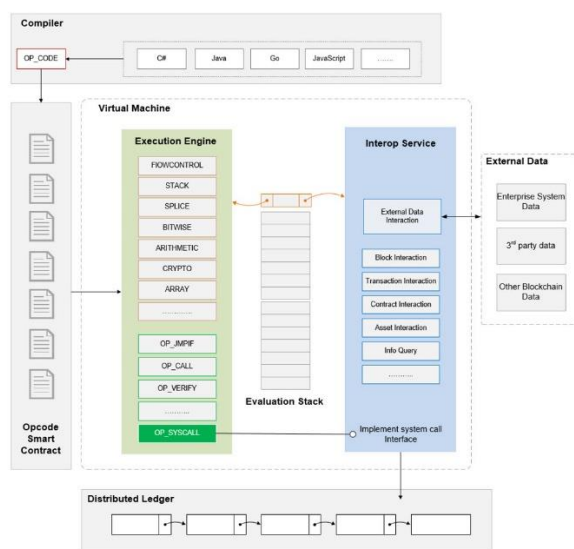 Compiler
OP_CODE
C#
Java
Go
JavaScript
.......
Virtual Machine
Execution Engine
FlOWCONTROL
STACK
SPLICE
BITWISE
ARITHMETIC
CRYPTO
ARRAY
............
OP_JMPIF
OP_CALL
OP_VERIFY
...........
OP_SYSCALL
Evaluation Stack
Interop Service
External Data
Interaction
Block Interaction
Transaction Interaction
Contract Interaction
Asset Interaction
Info Query
...........
Implement system call
Interface
External Data
Enterprise System
Data
3rd party data
Other Blockchain
Data
Opcode
Smart
Contract
Distributed Ledger